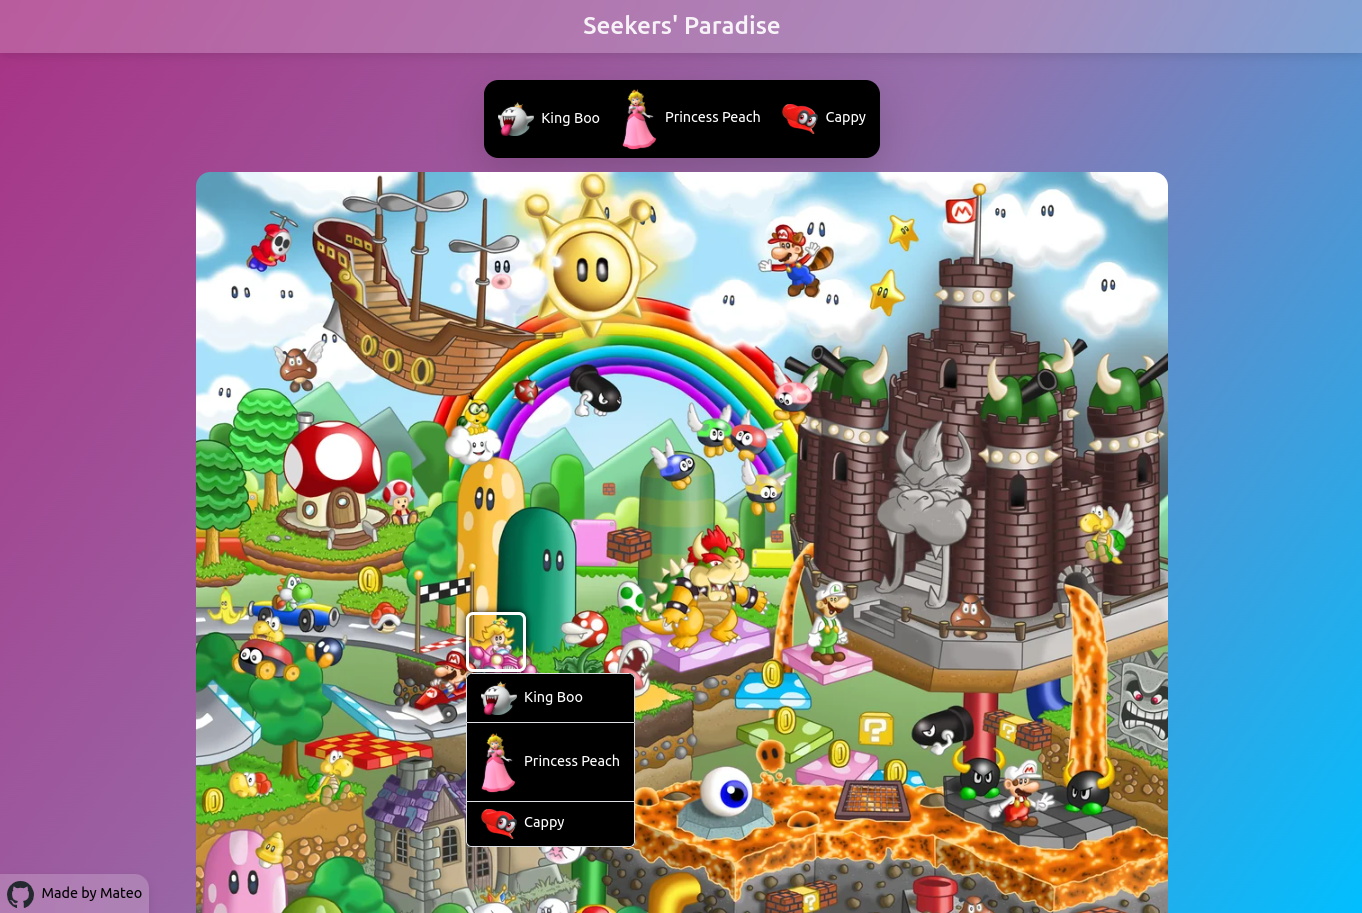 Seekers' Paradise
King Boo
Princess Peach
Cappy
M
?
King Boo
Princess Peach
?
Cappy
?
Made by Mateo